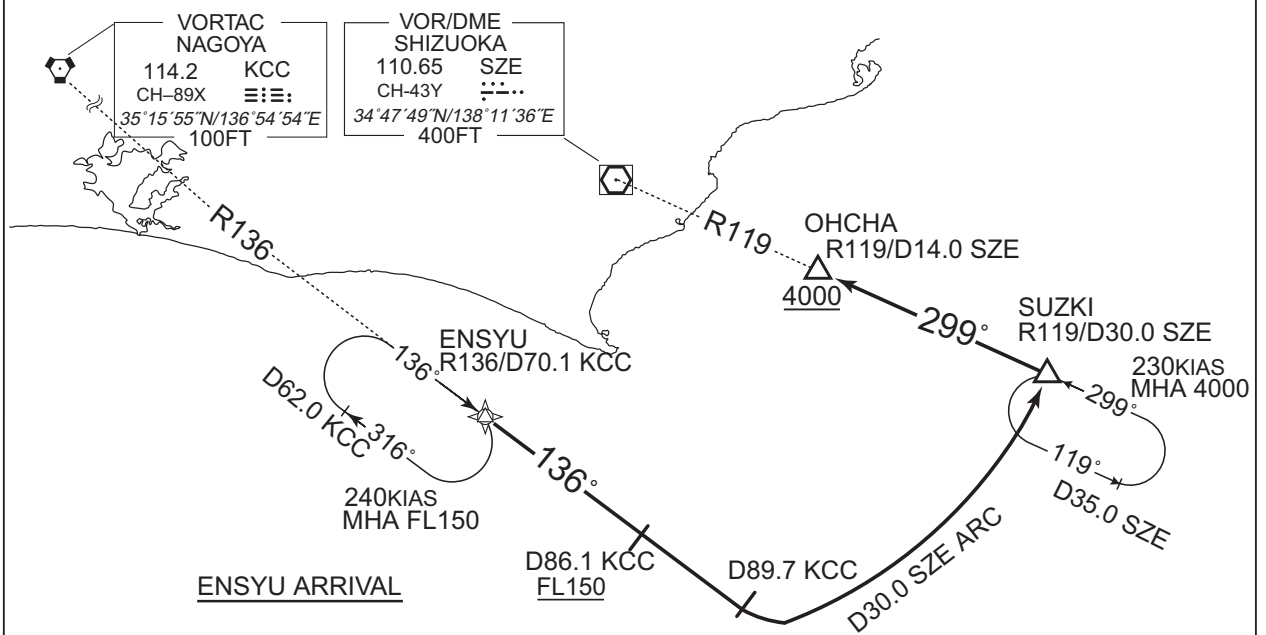 VORTAC
NAGOYA
114.2 KCC
CH–89X
35°15´55˝N/136°54´54˝E
100FT
VOR/DME
SHIZUOKA
110.65 SZE
CH-43Y
34°47´49˝N/138°11´36˝E
400FT
R136
R119
OHCHA
R119/D14.0 SZE
4000
299°
SUZKI
R119/D30.0 SZE
230KIAS
MHA 4000
299°
119°
D35.0 SZE
ENSYU
R136/D70.1 KCC
136°
D62.0 KCC
316°
240KIAS
MHA FL150
136°
D86.1 KCC
FL150
D89.7 KCC
D30.0 SZE ARC
ENSYU ARRIVAL